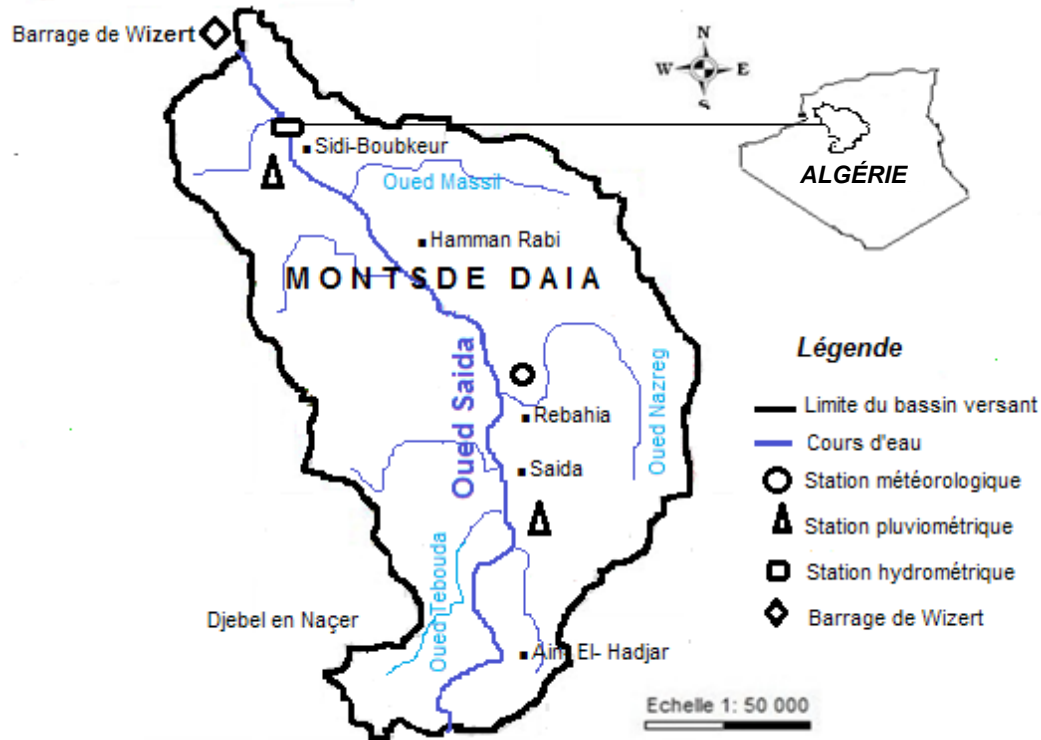 Barrage de Wizert
N
W E
S
Sidi-Boubkeur
Oued Massil
ALGÉRIE
Hamman Rabi
MONTSDE DAIA
Oued Saida
Oued Nazreg
Rebahia
Saida
Oued Tebouda
Djebel en Naçer
Ain El- Hadjar
Légende
Limite du bassin versant
Cours d'eau
Station météorologique
Station pluviométrique
Station hydrométrique
Barrage de Wizert
Echelle 1: 50 000